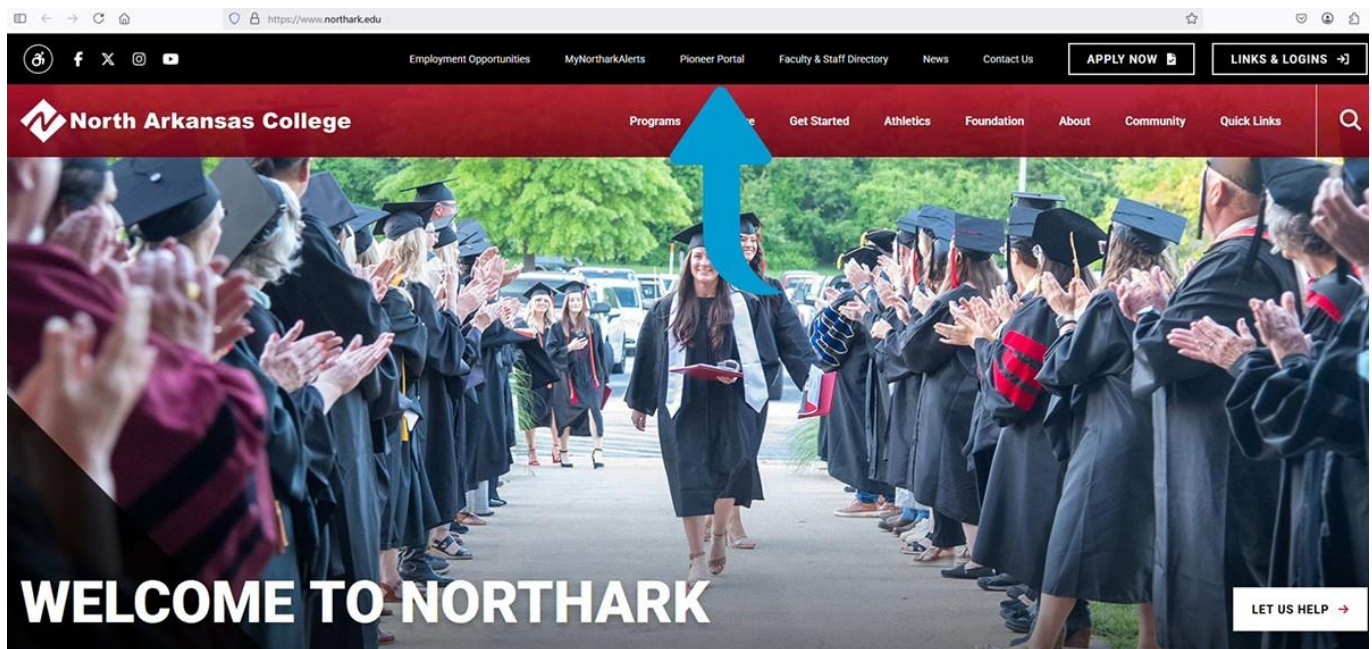 https://www.northark.edu
Employment Opportunities MyNortharkAlerts Pioneer Portal Faculty & Staff Directory News Contact Us APPLY NOW LINKS & LOGINS
North Arkansas College Programs Get Started Athletics Foundation About Community Quick Links
WELCOME TO NORTHARK
LET US HELP